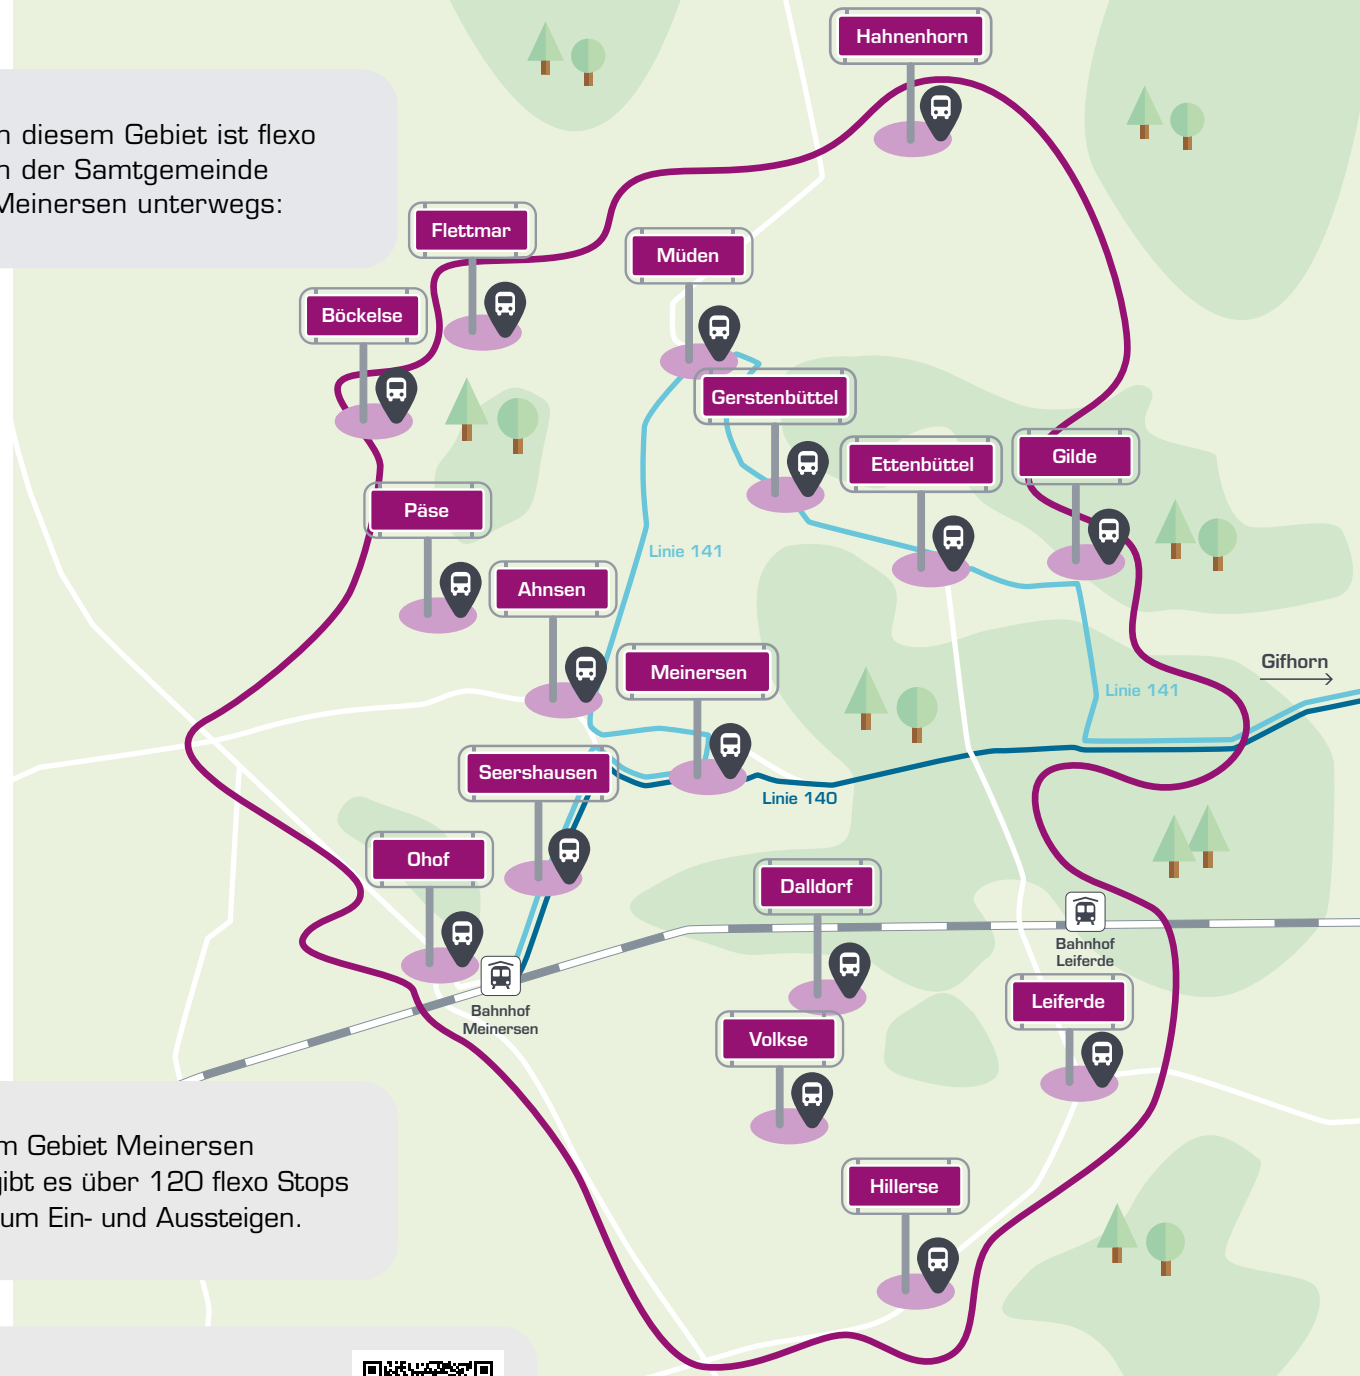 Hahnenhorn
n diesem Gebiet ist flexo
n der Samtgemeinde
Meinersen unterwegs:
Flettmar
Müden
Böckelse
Gerstenbüttel
Ettenbüttel
Gilde
Päse
Linie 141
Ahnsen
Meinersen
Gifhorn
Linie 141
Seershausen
Linie 140
Ohof
Dalldorf
Bahnhof
Leiferde
Leiferde
Bahnhof
Meinersen
Volkse
m Gebiet Meinersen
gibt es über 120 flexo Stops
um Ein- und Aussteigen.
Hillerse